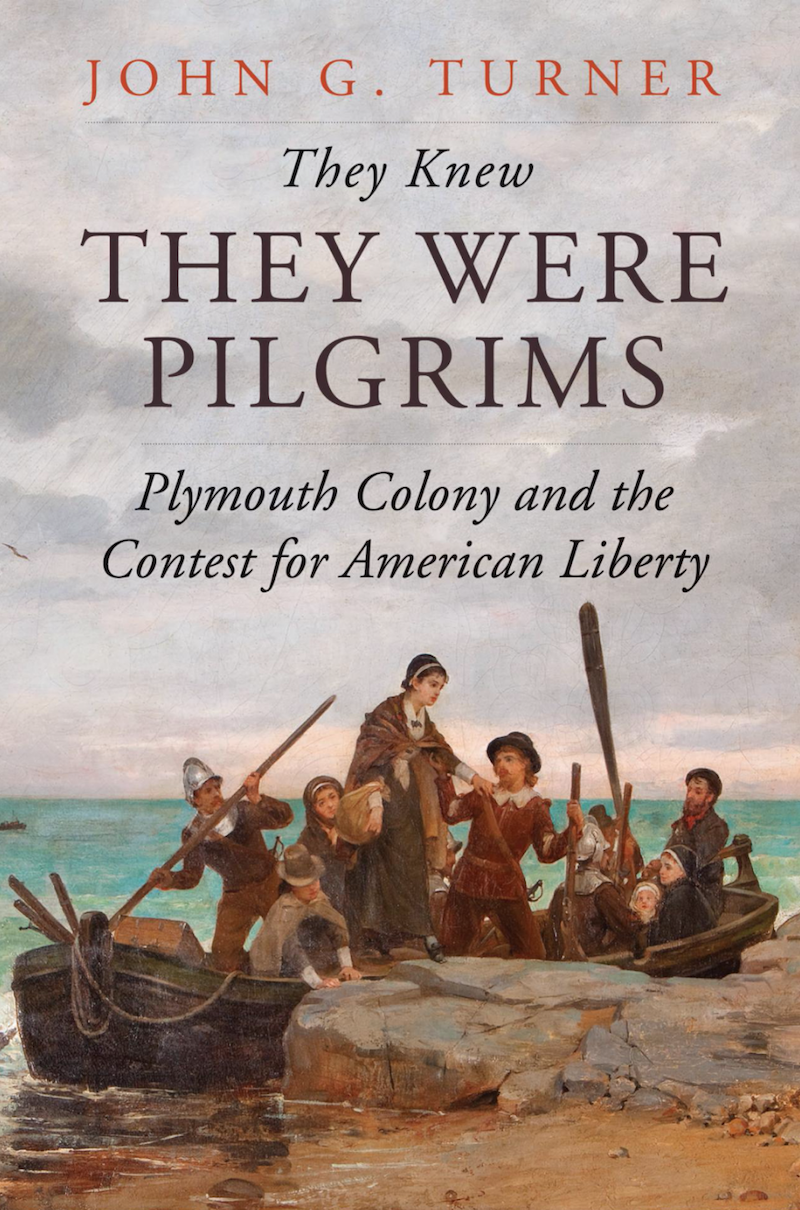 JOHN G. TURNER
They Knew
THEY WERE
PILGRIMS
Plymouth Colony and the
Contest for American Liberty